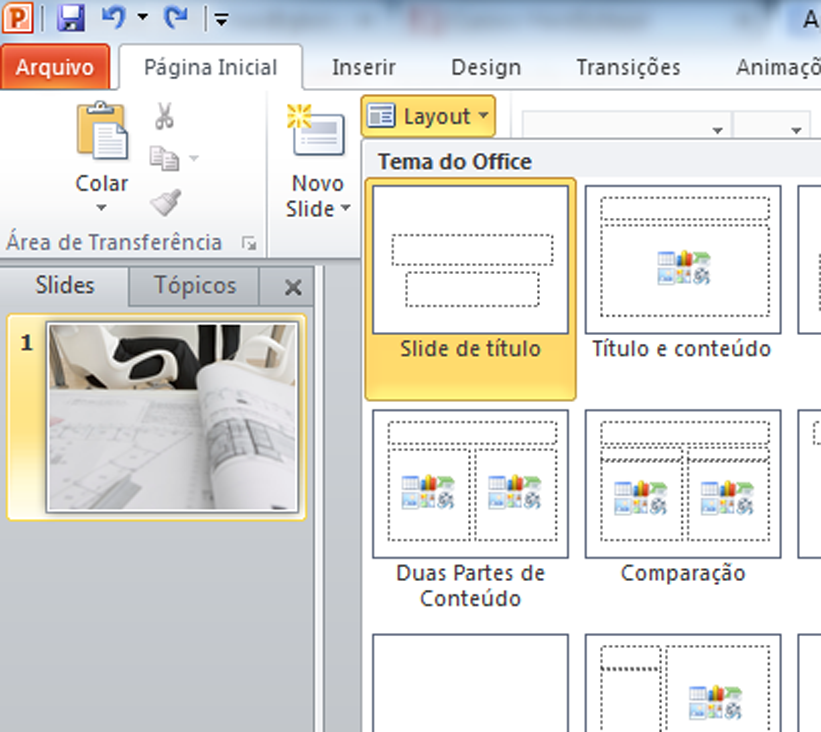 P
A
Arquivo
Página Inicial
Inserir
Design
Transições
Animaçõ
Colar
Novo
Slide
Layout
Área de Transferência
Tema do Office
Slide de título
Título e conteúdo
Slides
Tópicos
1
Duas Partes de
Conteúdo
Comparação